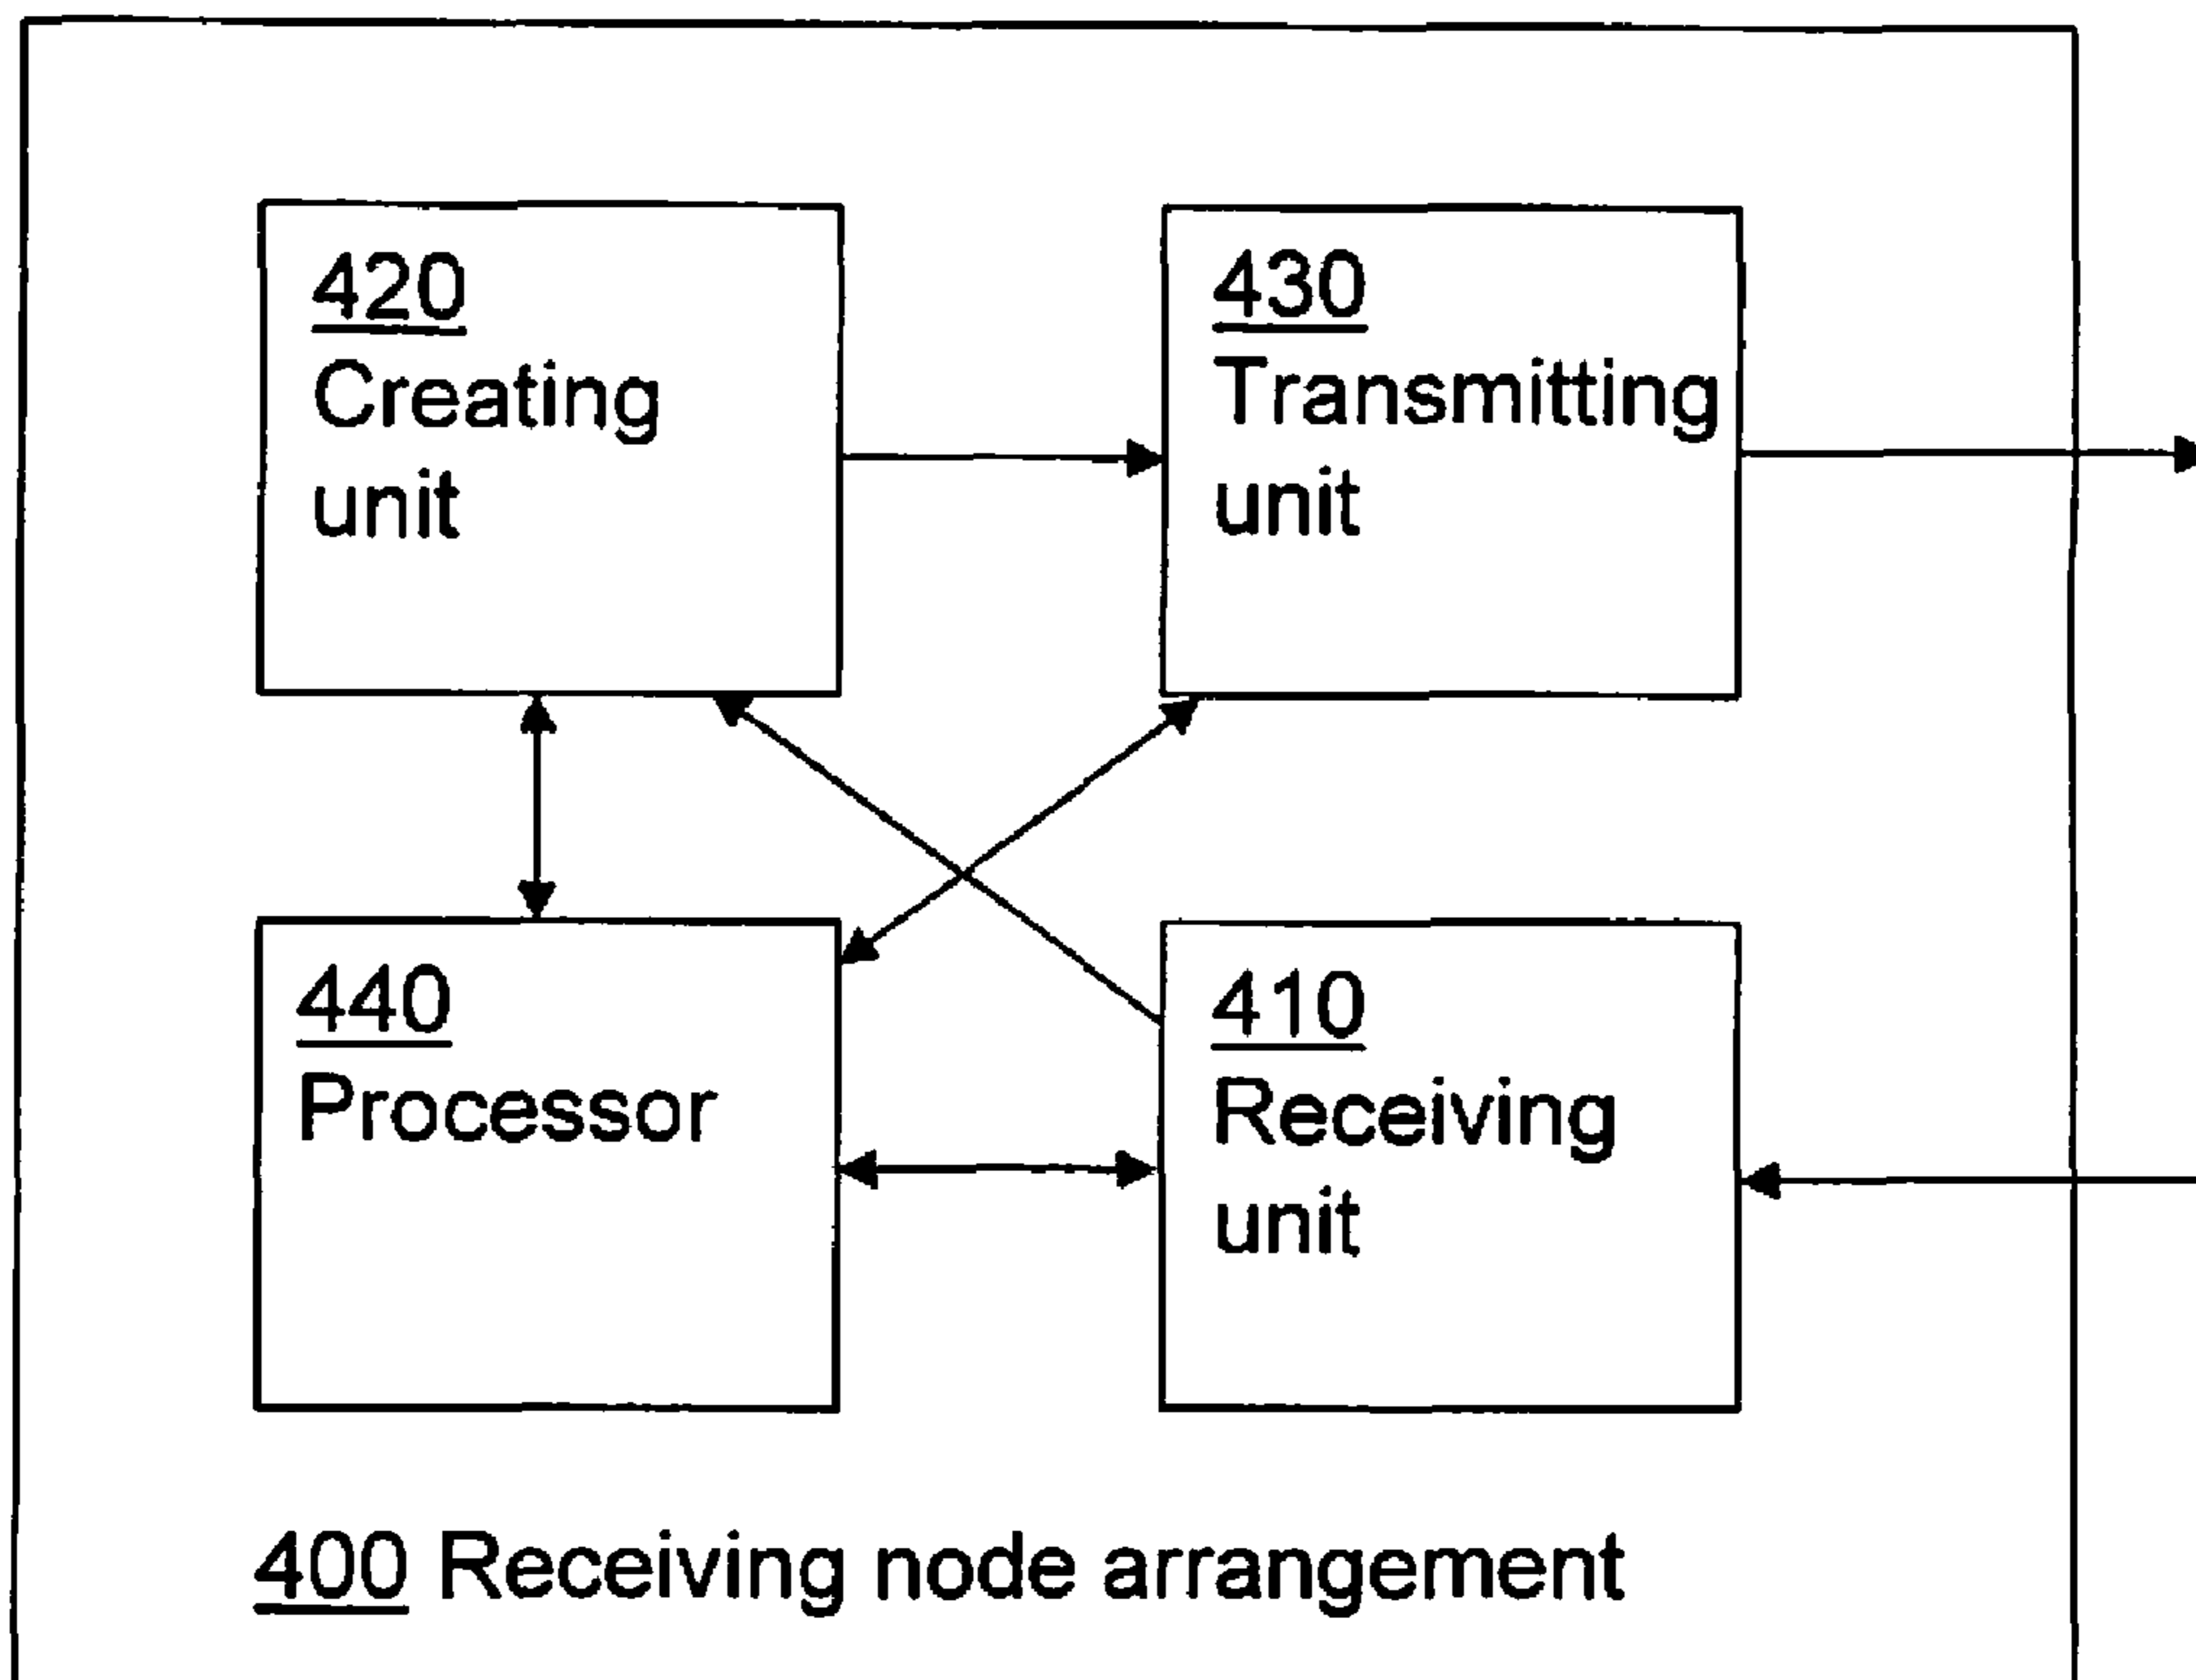 420
Creating
unit
430
Transmitting
unit
440
Processor
410
Receiving
unit
400 Receiving node arrangement